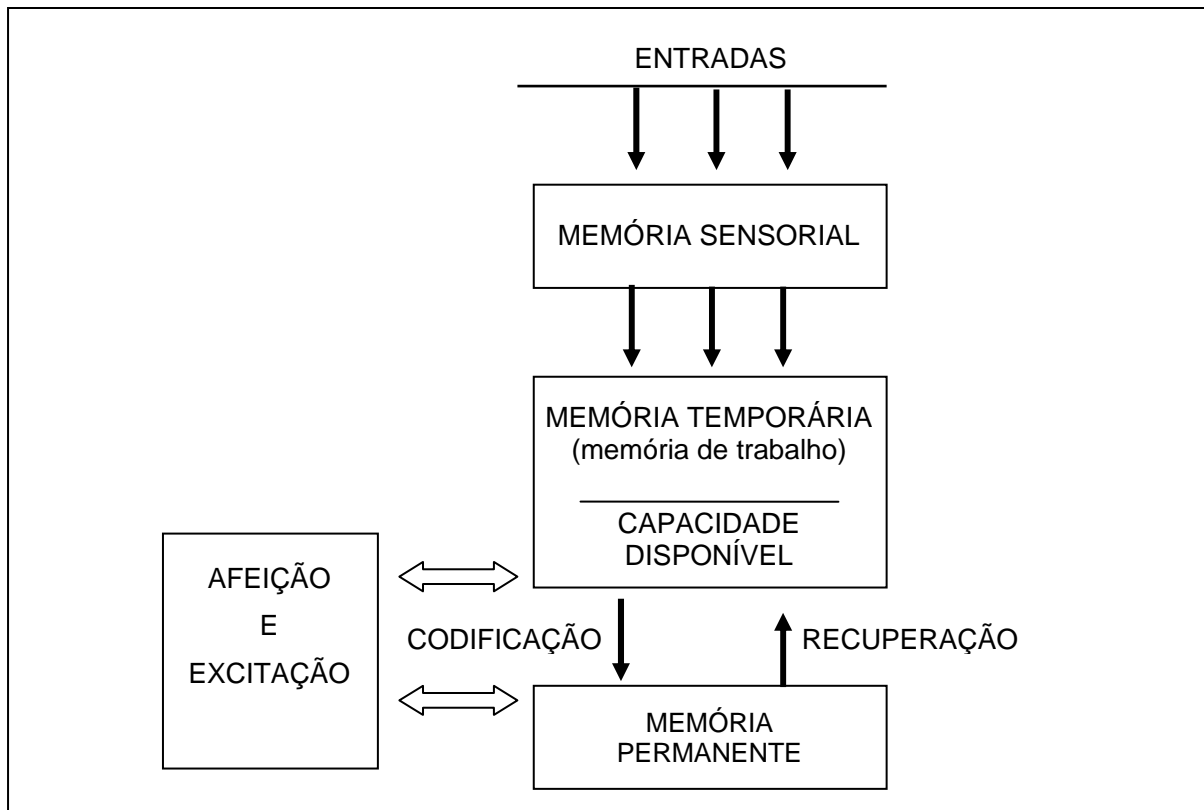 ENTRADAS
MEMÓRIA SENSORIAL
MEMÓRIA TEMPORÁRIA
(memória de trabalho)
CAPACIDADE
DISPONÍVEL
AFEIÇÃO
E
EXCITAÇÃO
CODIFICAÇÃO
RECUPERAÇÃO
MEMÓRIA
PERMANENTE